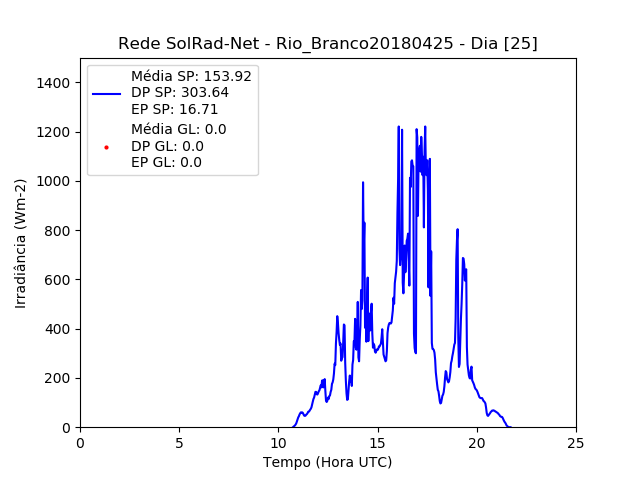 Rede SolRad-Net - Rio_Branco20180425 - Dia [25]
Média SP: 153.92
DP SP: 303.64
EP SP: 16.71
Média GL: 0.0
DP GL: 0.0
EP GL: 0.0
1400
1200
1000
800
600
400
200
0
Irradiância (Wm-2)
0 5 10 15 20 25
Tempo (Hora UTC)